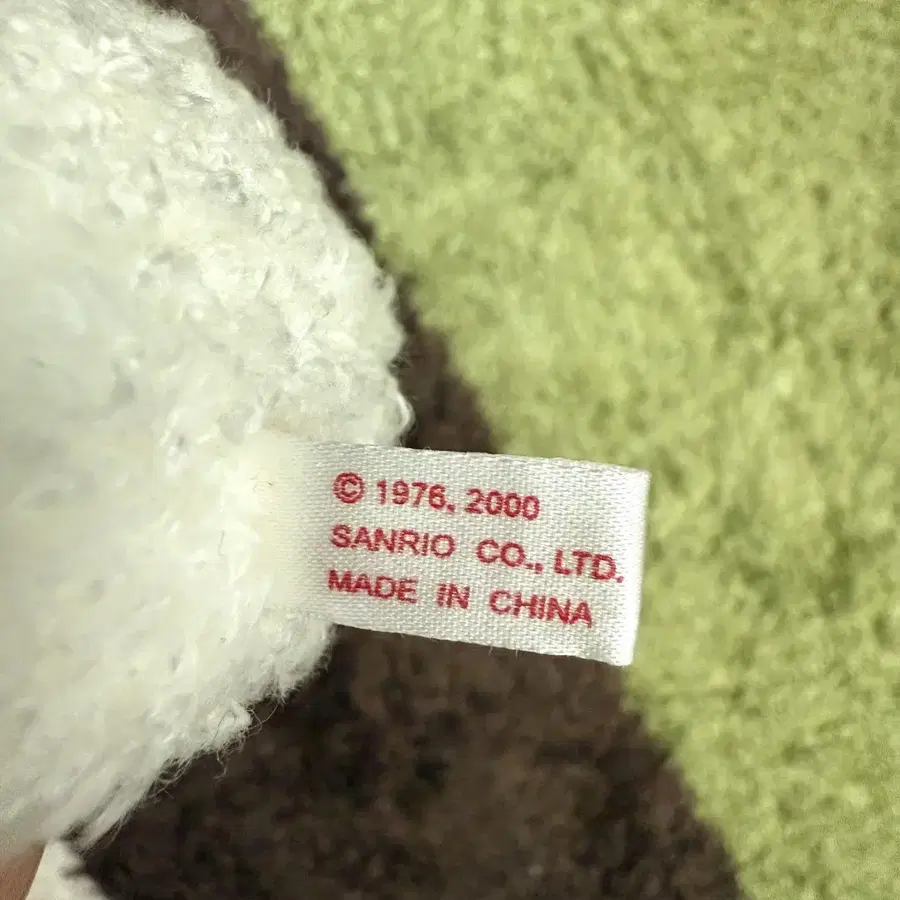 © 1976, 2000
SANRIO CO., LTD.
MADE IN CHINA